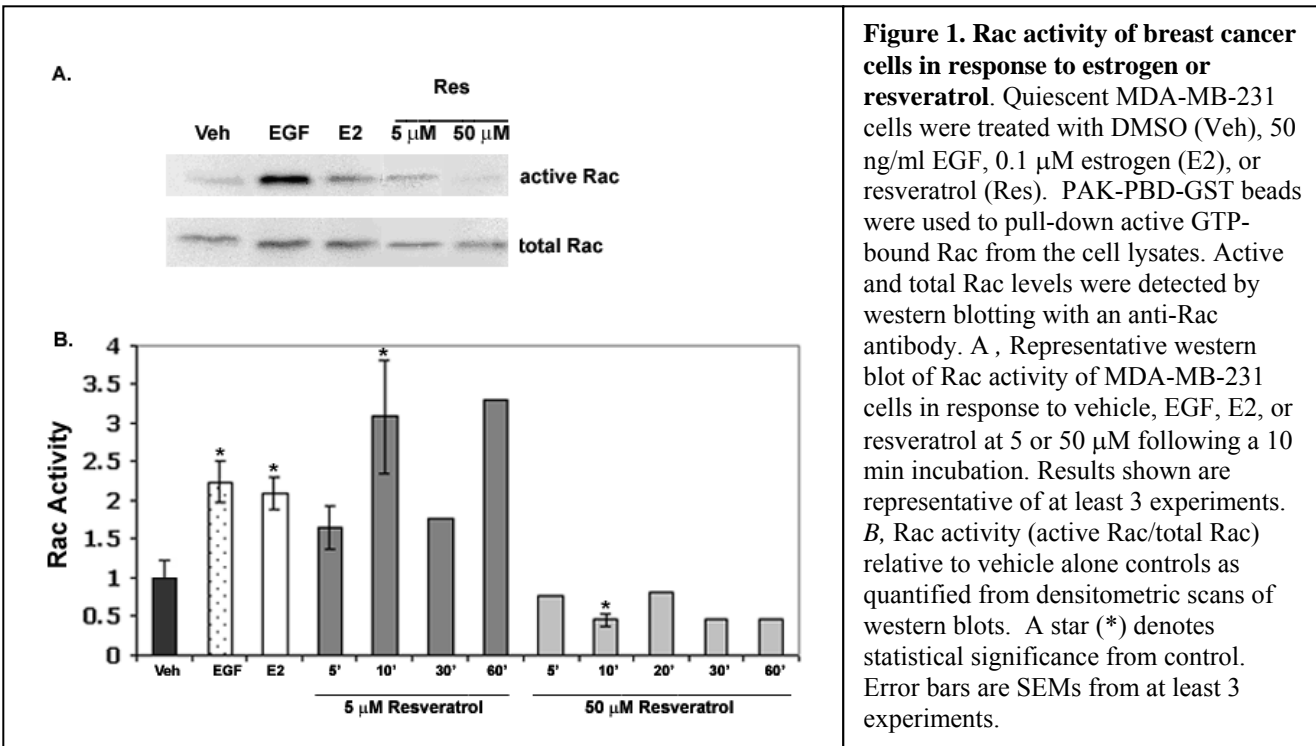 A.
Res
Veh EGF E2 5 μM 50 μM
active Rac
total Rac
B.
4
3.5
3
2.5
2
1.5
1
0.5
0
Rac Activity
* * * *
Veh EGF E2 5’ 10’ 30’ 60’ 5’ 10’ 20’ 30’ 60’
5 μM Resveratrol 50 μM Resveratrol
Figure 1. Rac activity of breast cancer
cells in response to estrogen or
resveratrol. Quiescent MDA-MB-231
cells were treated with DMSO (Veh), 50
ng/ml EGF, 0.1 μM estrogen (E2), or
resveratrol (Res). PAK-PBD-GST beads
were used to pull-down active GTP-
bound Rac from the cell lysates. Active
and total Rac levels were detected by
western blotting with an anti-Rac
antibody. A , Representative western
blot of Rac activity of MDA-MB-231
cells in response to vehicle, EGF, E2, or
resveratrol at 5 or 50 μM following a 10
min incubation. Results shown are
representative of at least 3 experiments.
B, Rac activity (active Rac/total Rac)
relative to vehicle alone controls as
quantified from densitometric scans of
western blots. A star (*) denotes
statistical significance from control.
Error bars are SEMs from at least 3
experiments.